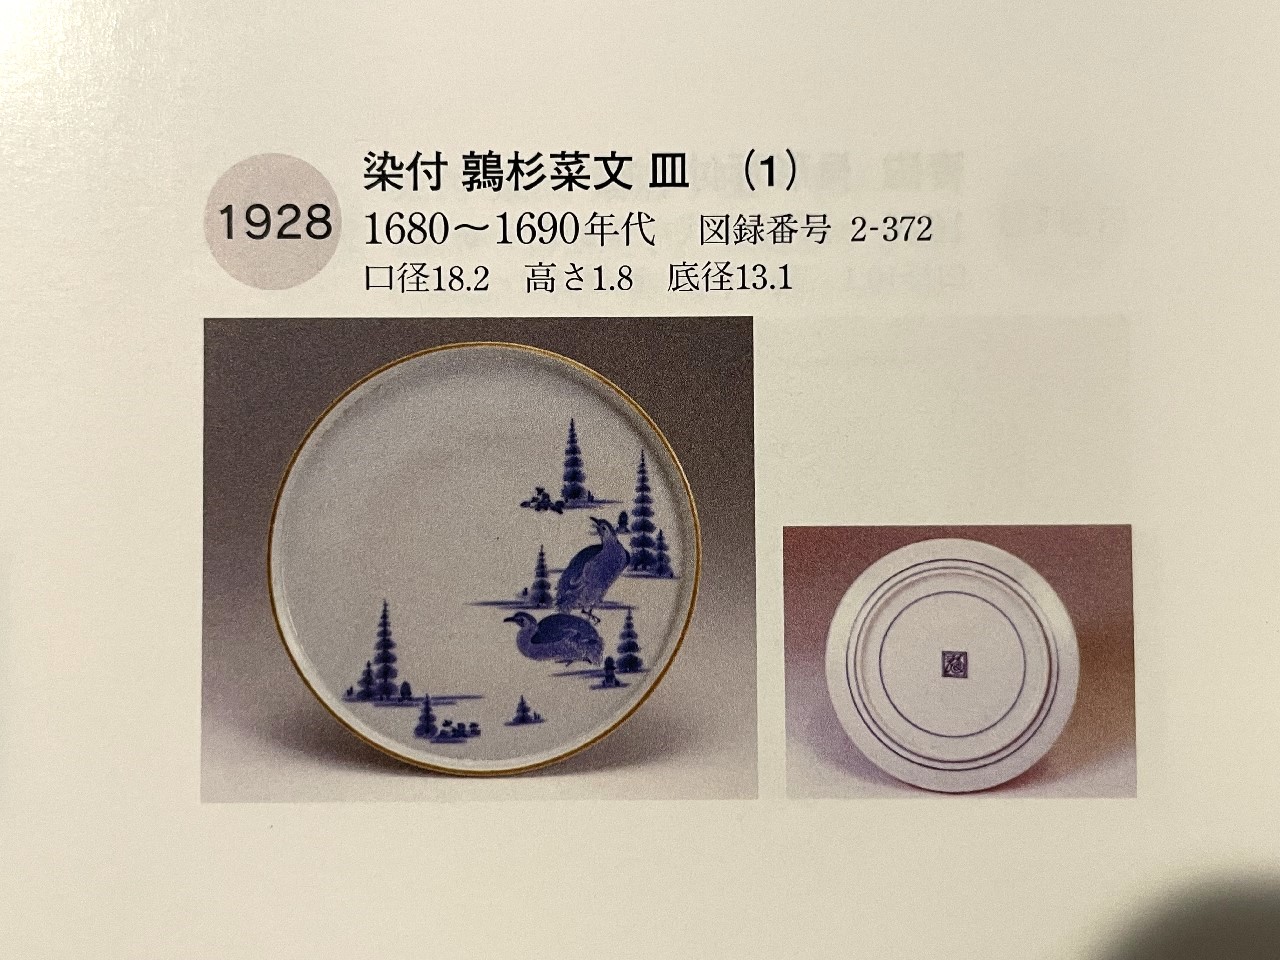 1928
染付 鶉杉菜文 皿 （1）
1680〜1690年代 図録番号 2-372
口径18.2 高さ1.8 底径13.1